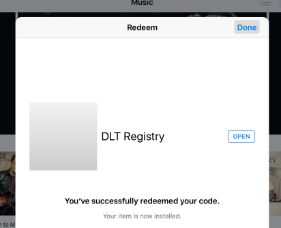 Music
Redeem
Done
DLT Registry
OPEN
You've successfully redeemed your code.
Your item is now installed.